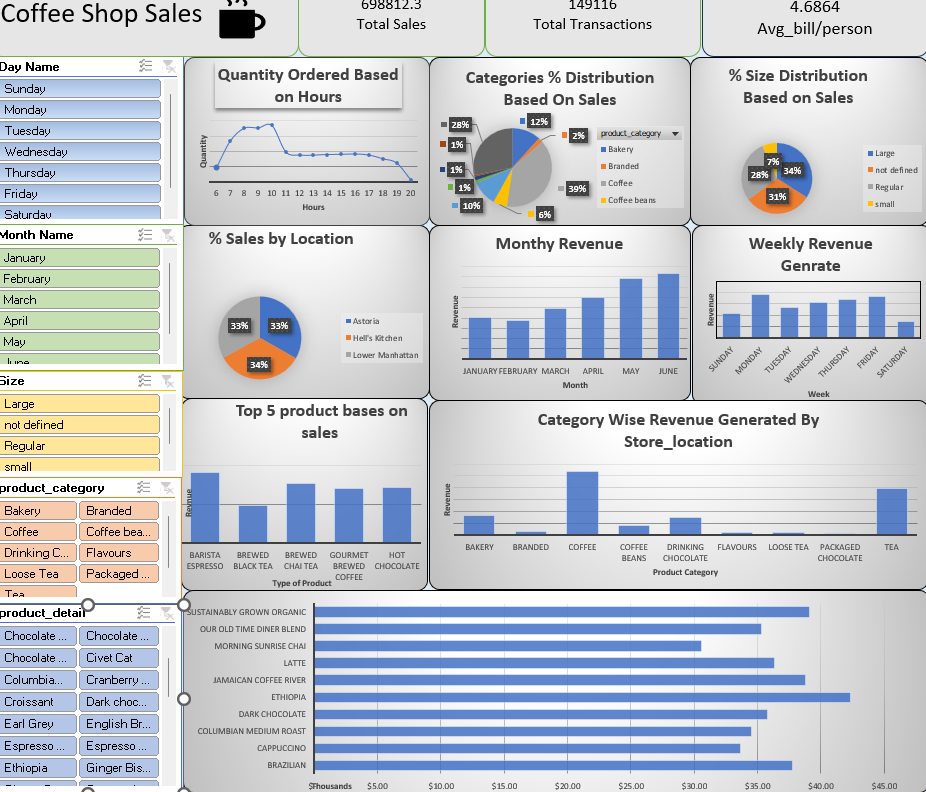 Coffee Shop Sales
698812.3
Total Sales
149116
Total Transactions
4.6864
Avg_bill/person
Day Name
Sunday
Monday
Tuesday
Wednesday
Thursday
Friday
Saturday
Month Name
January
February
March
April
May
June
Size
Large
not defined
Regular
small
product_category
Bakery
Branded
Coffee
Coffee bea...
Drinking C...
Flavours
Loose Tea
Packaged ...
Tea
product_detail
Chocolate ...
Chocolate ...
Chocolate ...
Civet Cat
Columbia...
Cranberry ...
Croissant
Dark choc...
Earl Grey
English Br...
Espresso ...
Espresso ...
Ethiopia
Ginger Bis...
Quantity Ordered Based
on Hours
Quantity
6 7 8 9 10 11 12 13 14 15 16 17 18 19 20
Hours
Categories % Distribution
Based On Sales
28%
12%
2%
1%
1%
1%
39%
10%
6%
product_category
Bakery
Branded
Coffee
Coffee beans
% Size Distribution
Based on Sales
7%
34%
28%
31%
Large
not defined
Regular
small
% Sales by Location
33%
33%
34%
Astoria
Hell's Kitchen
Lower Manhattan
Monthy Revenue
Revenue
JANUARY FEBRUARY MARCH APRIL MAY JUNE
Month
Weekly Revenue
Genrate
Revenue
SUNDAY MONDAY TUESDAY WEDNESDAY THURSDAY FRIDAY SATURDAY
Week
Top 5 product bases on
sales
Revnue
BARISTA
ESPRESSO
BREWED
BLACK TEA
BREWED
CHAI TEA
GOURMET
BREWED
COFFEE
HOT
CHOCOLATE
Type of Product
Category Wise Revenue Generated By
Store_location
Revenue
BAKERY
BRANDED
COFFEE
COFFEE
BEANS
DRINKING
CHOCOLATE
FLAVOURS
LOOSE TEA
PACKAGED
CHOCOLATE
TEA
Product Category
SUSTAINABLY GROWN ORGANIC
OUR OLD TIME DINER BLEND
MORNING SUNRISE CHAI
LATTE
JAMAICAN COFFEE RIVER
ETHIOPIA
DARK CHOCOLATE
COLUMBIAN MEDIUM ROAST
CAPPUCCINO
BRAZILIAN
Thousands
$5.00 $10.00 $15.00 $20.00 $25.00 $30.00 $35.00 $40.00 $45.00